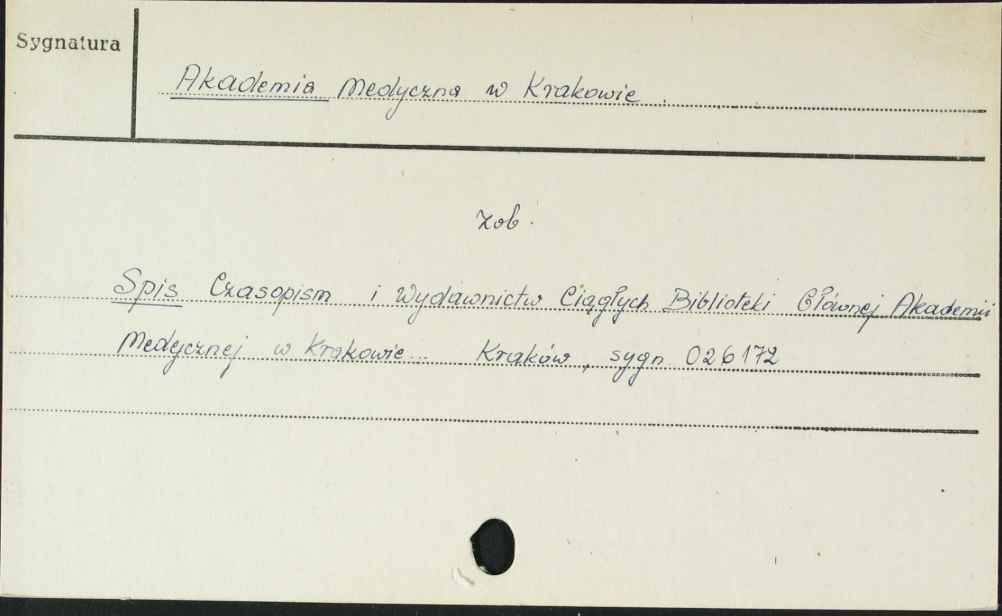 Sygnatura
Akademia Medyczna w Krakowie.
zob.
Spis Czasopism i Wydawnictw Ciągłych Biblioteki Głównej Akademii
Medycznej w Krakowie... Kraków, sygn 026172